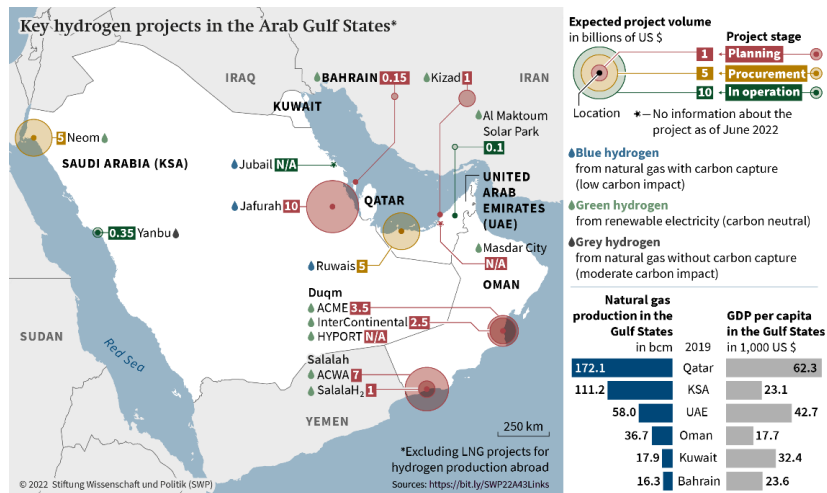 Key hydrogen projects in the Arab Gulf States*
IRAQ
BAHRAIN 0.15
Kizad 1
IRAN
KUWAIT
Al Maktoum
Solar Park
0.1
5 Neom
SAUDI ARABIA (KSA)
Jubail N/A
UNITED
ARAB
EMIRATES
(UAE)
Jafurah 10
QATAR
0.35 Yanbu
Masdar City
N/A
Ruwais 5
OMAN
Duqm
ACME 3.5
InterContinental 2.5
HYPORT N/A
SUDAN
Red Sea
Salalah
ACWA 7
SalalaH₂ 1
YEMEN
250 km
*Excluding LNG projects for
hydrogen production abroad
© 2022 Stiftung Wissenschaft und Politik (SWP)
Sources: https://bit.ly/SWP22A43Links
Expected project volume
in billions of US $
Project stage
1 Planning
5 Procurement
10 In operation
Location
★— No information about the
project as of June 2022
Blue hydrogen
from natural gas with carbon capture
(low carbon impact)
Green hydrogen
from renewable electricity (carbon neutral)
Grey hydrogen
from natural gas without carbon capture
(moderate carbon impact)
Natural gas
production in the
Gulf States
in bcm
2019
GDP per capita
in the Gulf States
in 1,000 US $
172.1 Qatar 62.3
111.2 KSA 23.1
58.0 UAE 42.7
36.7 Oman 17.7
17.9 Kuwait 32.4
16.3 Bahrain 23.6